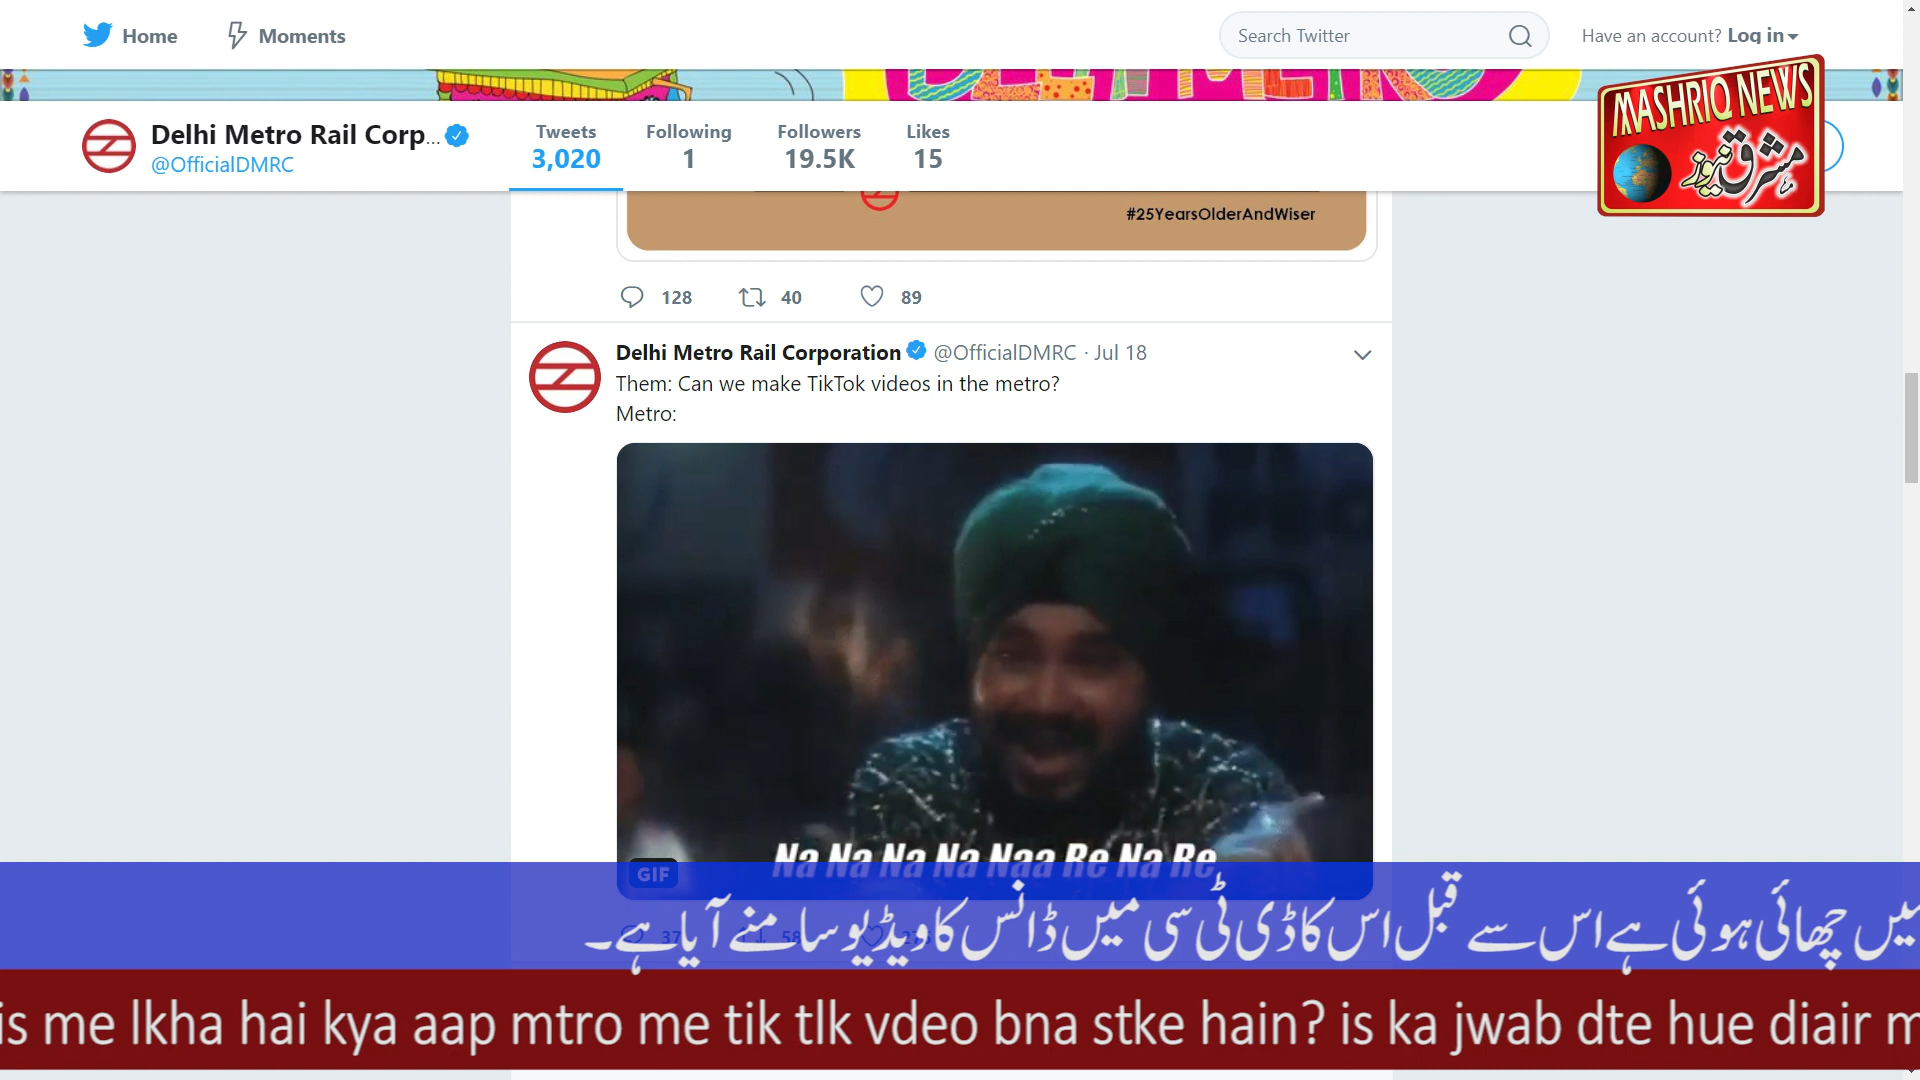 Home
Moments
Search Twitter
Have an account? Log in
MASHRIQ NEWS
مشرق نیوز
Delhi Metro Rail Corp...
@OfficialDMRC
Tweets
3,020
Following
1
Followers
19.5K
Likes
15
#25YearsOlderAndWiser
128
40
89
Delhi Metro Rail Corporation @OfficialDMRC · Jul 18
Them: Can we make TikTok videos in the metro?
Metro:
Na Na Na Na Naa Re Na Re
GIF
میں چھائی ہوئی ہے اس سے قبل اس کا ڈی ٹی سی میں ڈانس کا ویڈیو سامنے آیا ہے۔
is me lkha hai kya aap mtro me tik tlk vdeo bna stke hain? is ka jwab dte hue diair m